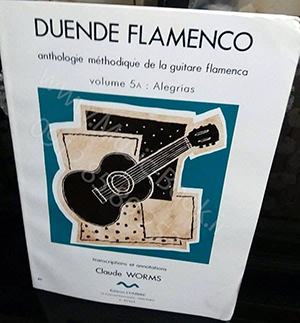 DUENDE FLAMENCO
anthologie méthodique de la guitare flamenca
volume 5A : Alegrias
transcriptions et annotations
Claude WORMS